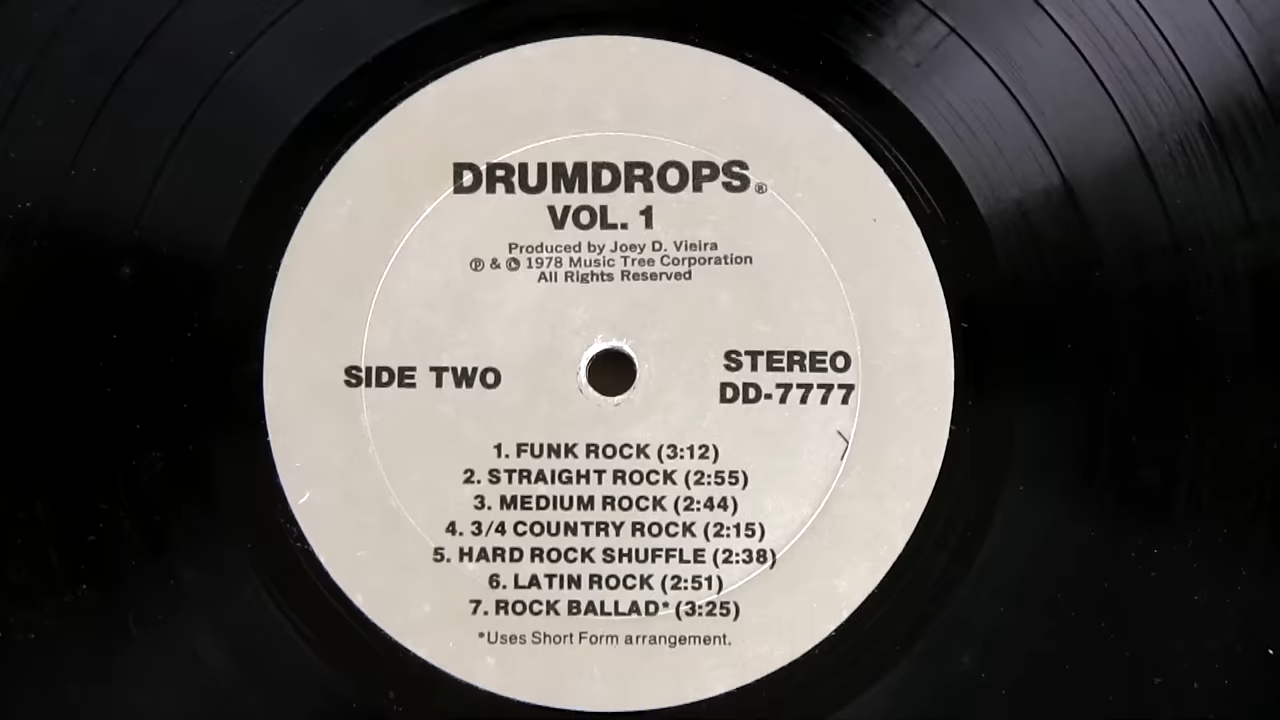 DRUMDROPS®
VOL. 1
Produced by Joey D. Vieira
℗ & © 1978 Music Tree Corporation
All Rights Reserved
SIDE TWO
STEREO
DD-7777
1. FUNK ROCK (3:12)
2. STRAIGHT ROCK (2:55)
3. MEDIUM ROCK (2:44)
4. 3/4 COUNTRY ROCK (2:15)
5. HARD ROCK SHUFFLE (2:38)
6. LATIN ROCK (2:51)
7. ROCK BALLAD* (3:25)
*Uses Short Form arrangement.